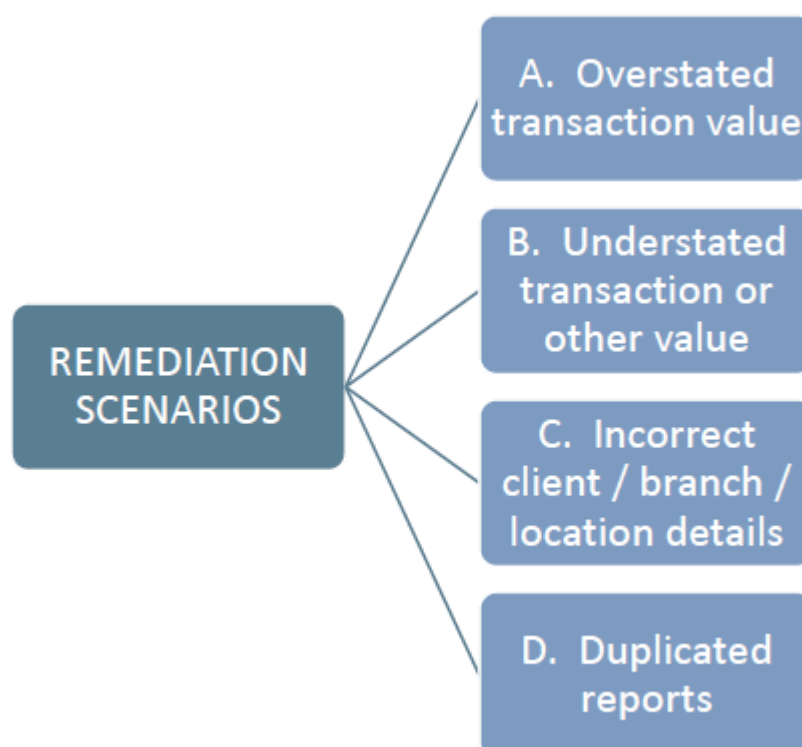 A. Overstated
transaction value
B. Understated
transaction or
other value
REMEDIATION
SCENARIOS
C. Incorrect
client / branch /
location details
D. Duplicated
reports